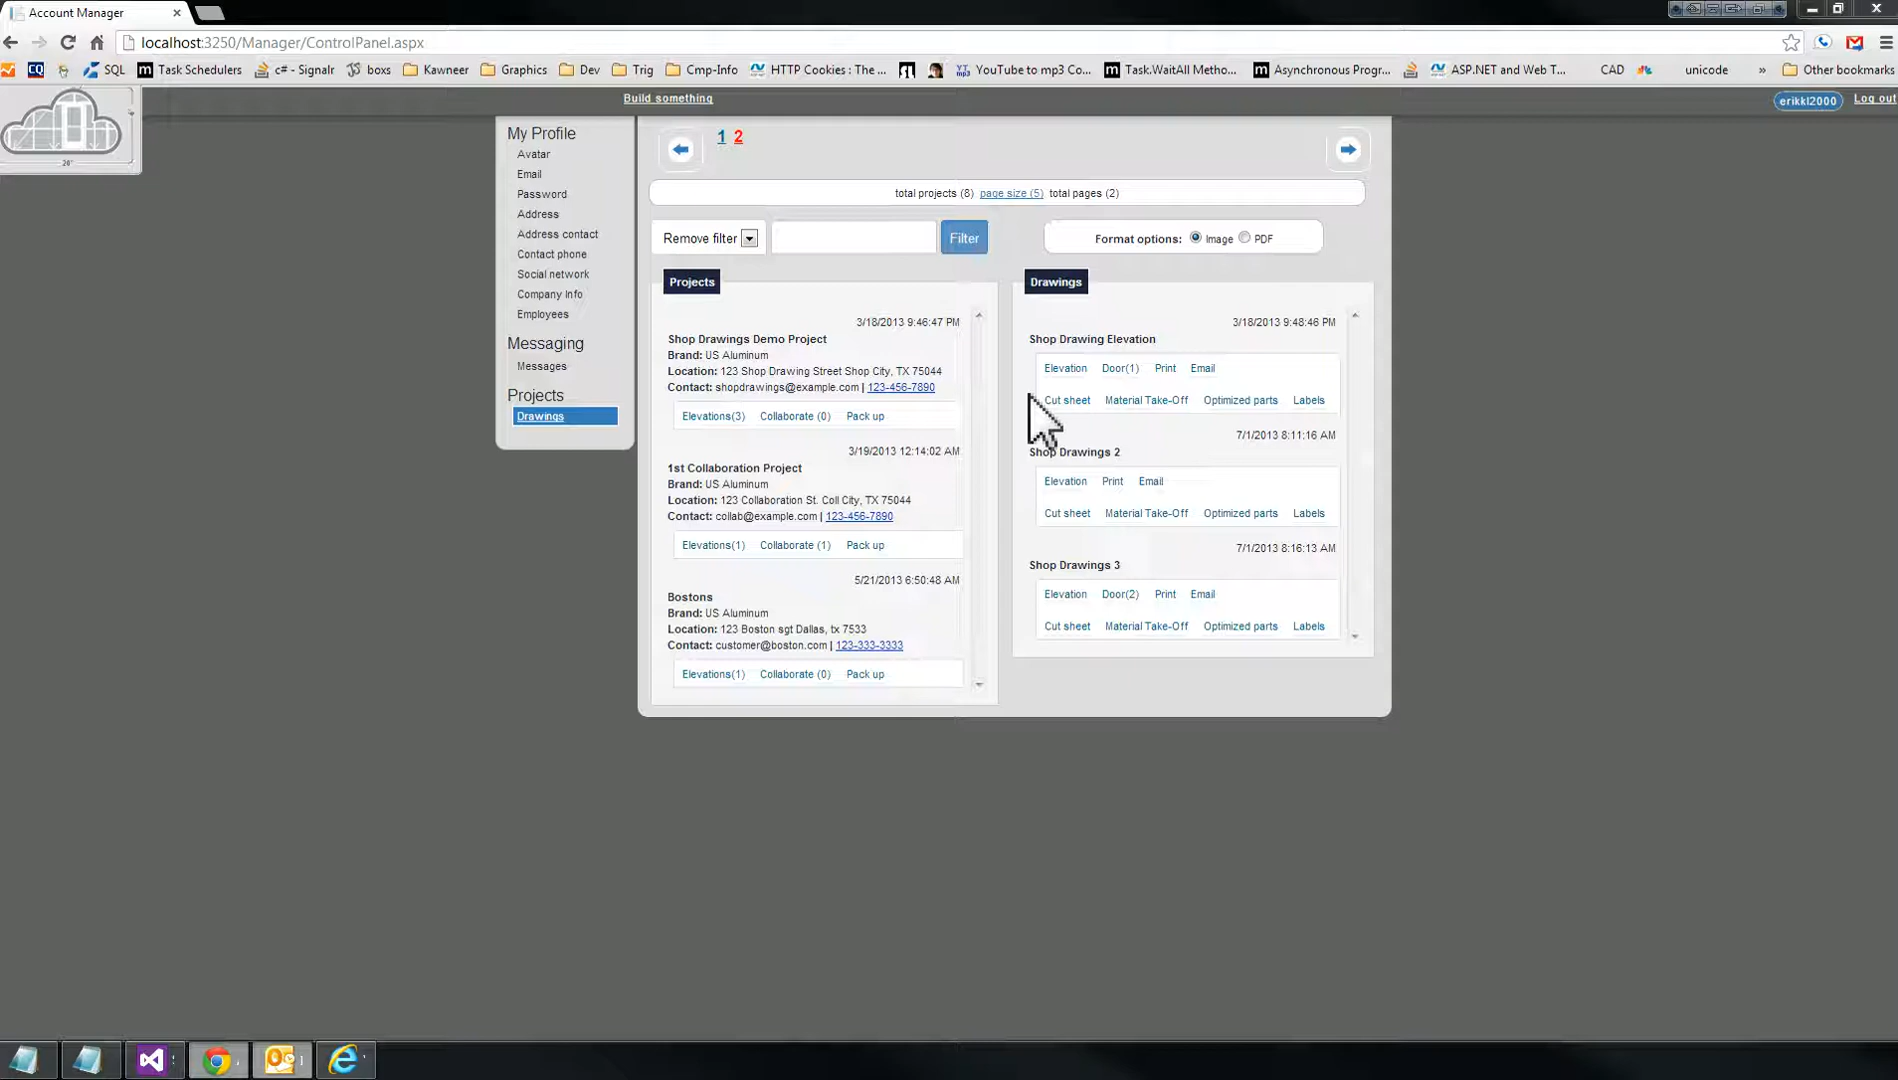 Account Manager
localhost:3250/Manager/ControlPanel.aspx
CQ SQL Task Schedulers c# - Signalr boxs Kawneer Graphics Dev Trig Cmp-Info HTTP Cookies : The ... YouTube to mp3 Co... Task.WaitAll Metho... Asynchronous Progr... ASP.NET and Web T... CAD unicode » Other bookmarks
Build something
erikkl2000 Log out
My Profile
Avatar
Email
Password
Address
Address contact
Contact phone
Social network
Company Info
Employees
Messaging
Messages
Projects
Drawings
1 2
total projects (8) page size (5) total pages (2)
Remove filter Filter
Format options: Image PDF
Projects
3/18/2013 9:46:47 PM
Shop Drawings Demo Project
Brand: US Aluminum
Location: 123 Shop Drawing Street Shop City, TX 75044
Contact: shopdrawings@example.com | 123-456-7890
Elevations(3) Collaborate (0) Pack up
3/19/2013 12:14:02 AM
1st Collaboration Project
Brand: US Aluminum
Location: 123 Collaboration St. Coll City, TX 75044
Contact: collab@example.com | 123-456-7890
Elevations(1) Collaborate (1) Pack up
5/21/2013 6:50:48 AM
Bostons
Brand: US Aluminum
Location: 123 Boston sgt Dallas, tx 7533
Contact: customer@boston.com | 123-333-3333
Elevations(1) Collaborate (0) Pack up
Drawings
3/18/2013 9:48:46 PM
Shop Drawing Elevation
Elevation Door(1) Print Email
Cut sheet Material Take-Off Optimized parts Labels
7/1/2013 8:11:16 AM
Shop Drawings 2
Elevation Print Email
Cut sheet Material Take-Off Optimized parts Labels
7/1/2013 8:16:13 AM
Shop Drawings 3
Elevation Door(2) Print Email
Cut sheet Material Take-Off Optimized parts Labels